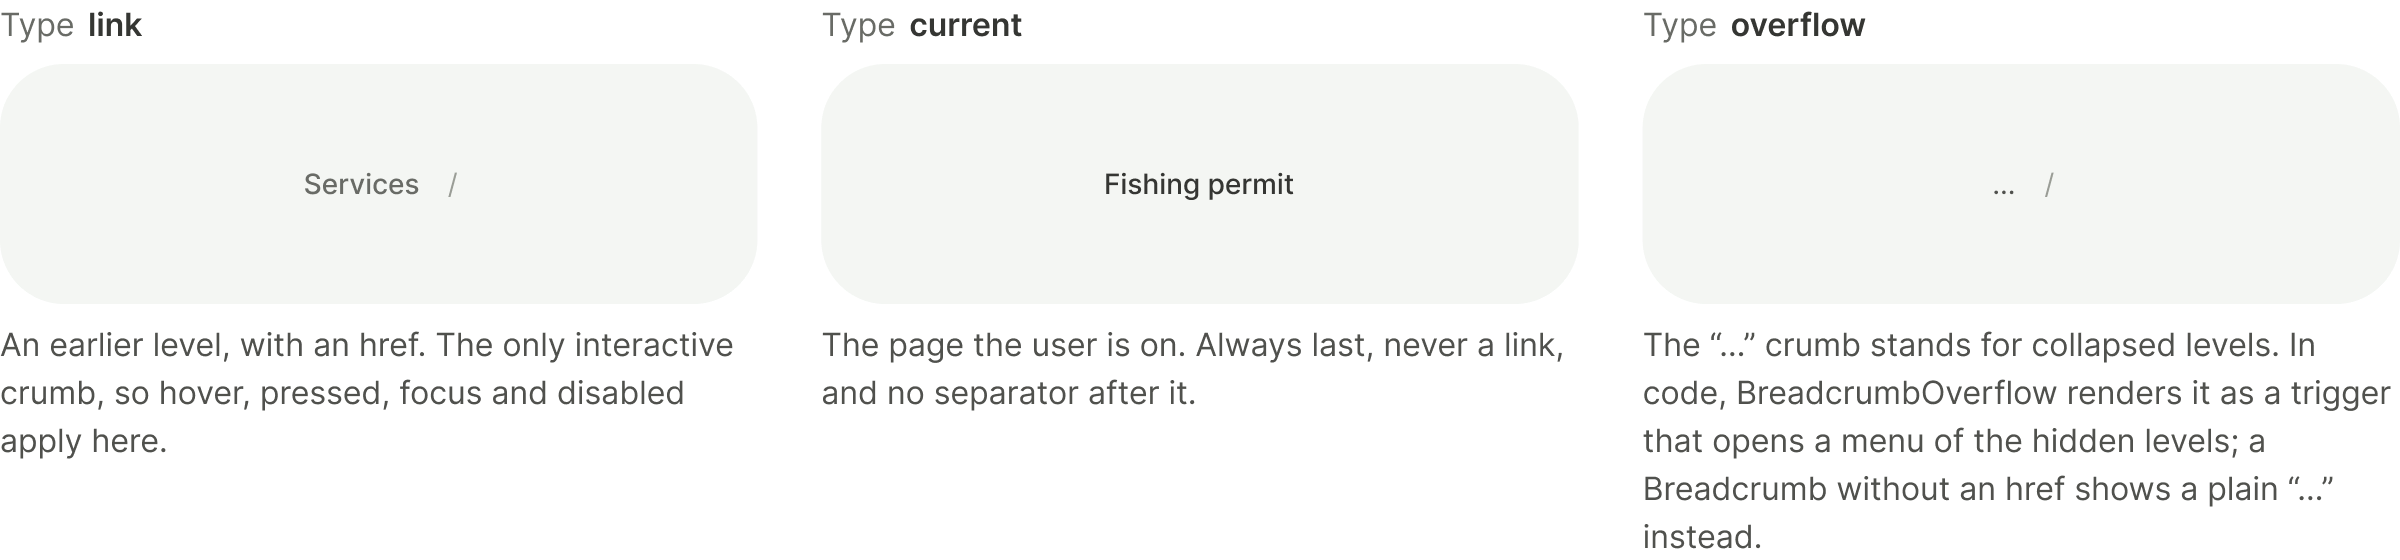 Type link
Services /
An earlier level, with an href. The only interactive
crumb, so hover, pressed, focus and disabled
apply here.
Type current
Fishing permit
The page the user is on. Always last, never a link,
and no separator after it.
Type overflow
... /
The “...” crumb stands for collapsed levels. In
code, BreadcrumbOverflow renders it as a trigger
that opens a menu of the hidden levels; a
Breadcrumb without an href shows a plain “...”
instead.